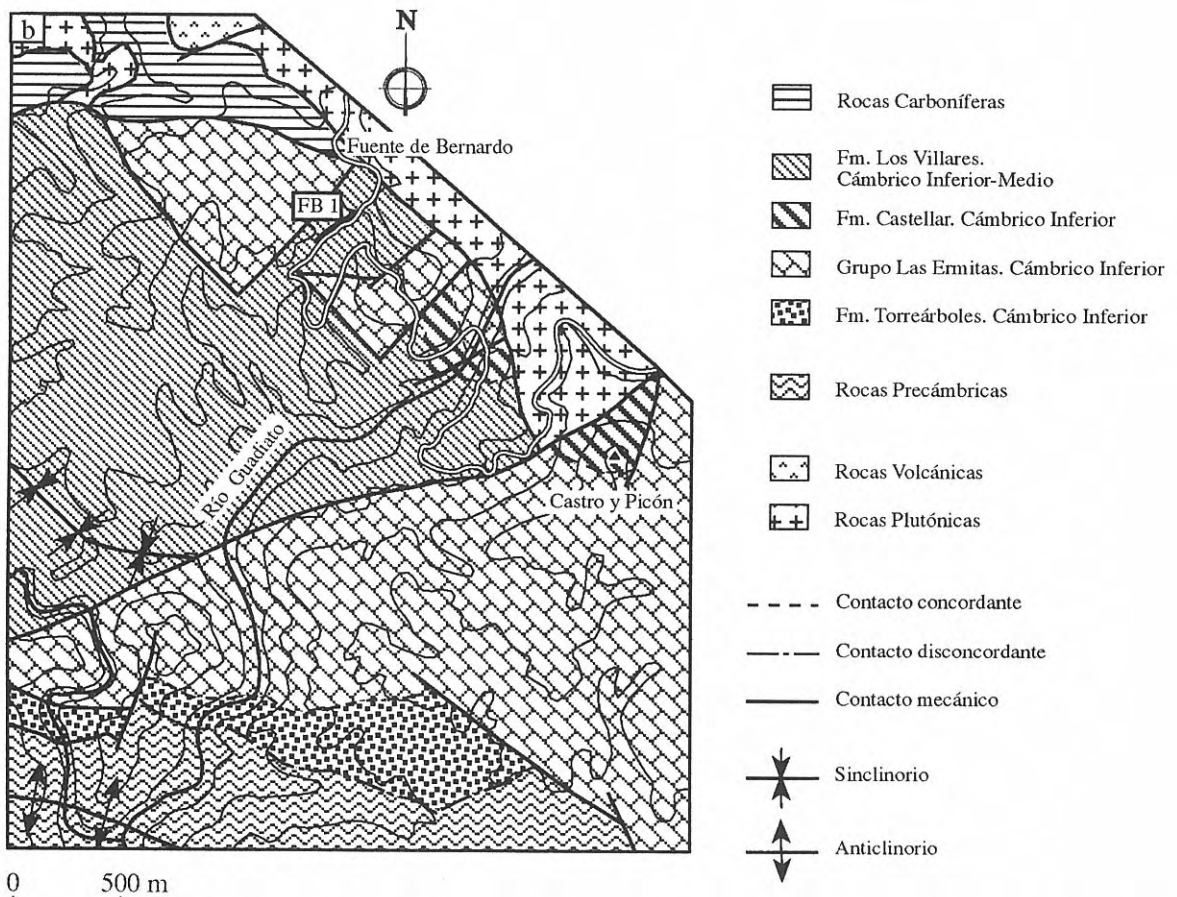 b
N
Fuente de Bernardo
FB 1
Río Guadiato
Castro y Picón
0 500 m
Rocas Carboníferas
Fm. Los Villares.
Cámbrico Inferior-Medio
Fm. Castellar. Cámbrico Inferior
Grupo Las Ermitas. Cámbrico Inferior
Fm. Torreárboles. Cámbrico Inferior
Rocas Precámbricas
Rocas Volcánicas
Rocas Plutónicas
Contacto concordante
Contacto disconcordante
Contacto mecánico
Sinclinorio
Anticlinorio